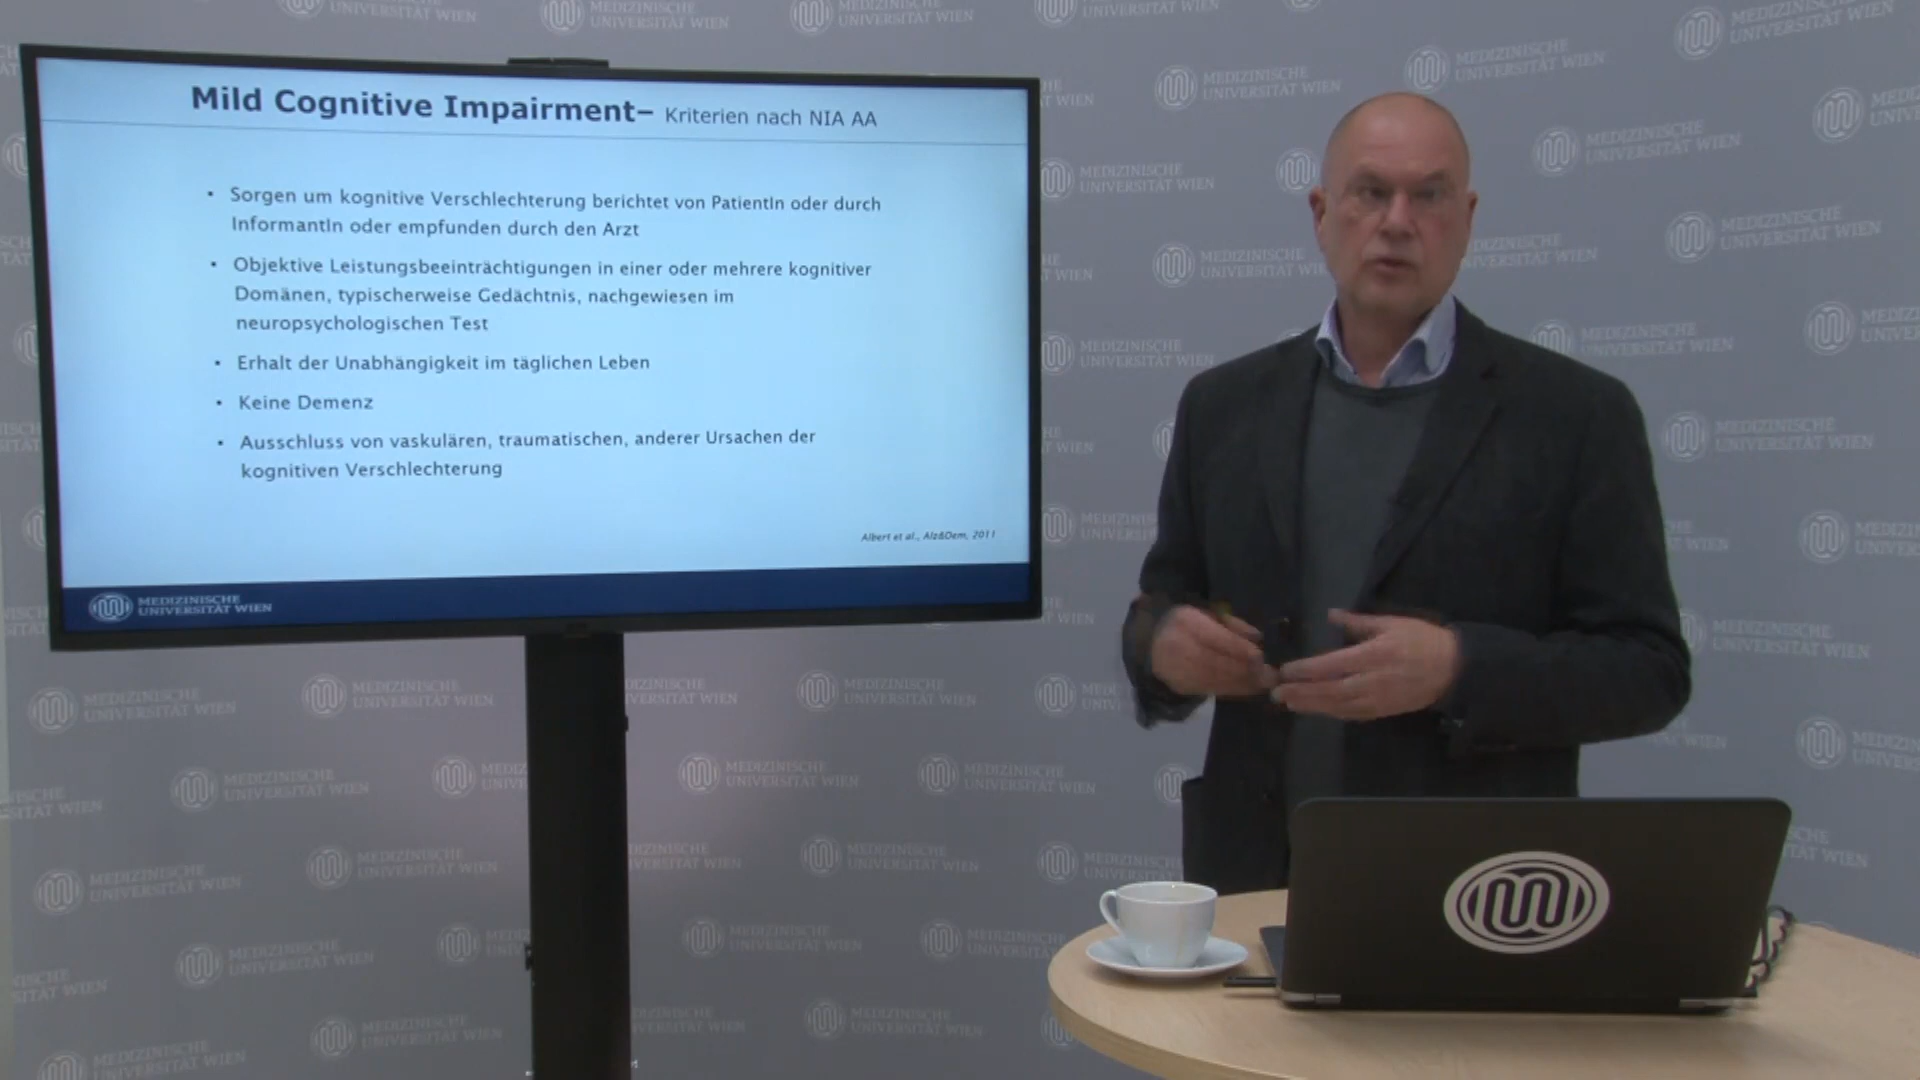 Mild Cognitive Impairment– Kriterien nach NIA AA
• Sorgen um kognitive Verschlechterung berichtet von PatientIn oder durch
InformantIn oder empfunden durch den Arzt
• Objektive Leistungsbeeinträchtigungen in einer oder mehrere kognitiver
Domänen, typischerweise Gedächtnis, nachgewiesen im
neuropsychologischen Test
• Erhalt der Unabhängigkeit im täglichen Leben
• Keine Demenz
• Ausschluss von vaskulären, traumatischen, anderer Ursachen der
kognitiven Verschlechterung
Albert et al., Alz&Dem, 2011
MEDIZINISCHE
UNIVERSITÄT WIEN
MEDIZINISCHE
UNIVERSITÄT WIEN